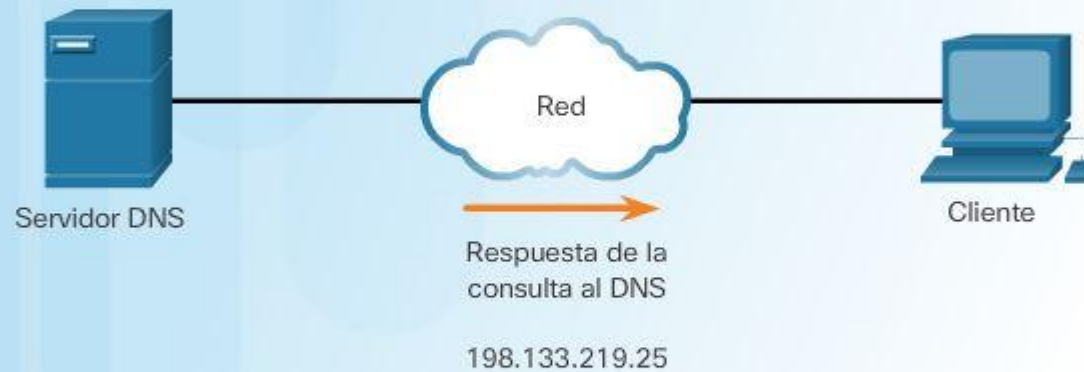 Red
Servidor DNS
Cliente
Respuesta de la
consulta al DNS
198.133.219.25